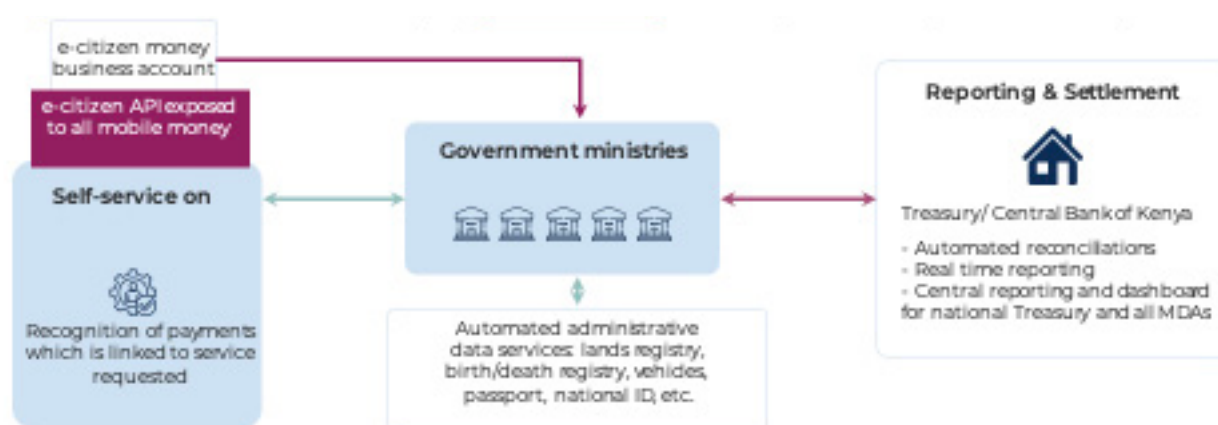 e-citizen money
business account
e-citizen API exposed
to all mobile money
Self-service on
Recognition of payments
which is linked to service
requested
Government ministries
Automated administrative
data services: lands registry,
birth/death registry, vehicles,
passport, national ID, etc.
Reporting & Settlement
Treasury/ Central Bank of Kenya
- Automated reconciliations
- Real time reporting
- Central reporting and dashboard
for national Treasury and all MDAs